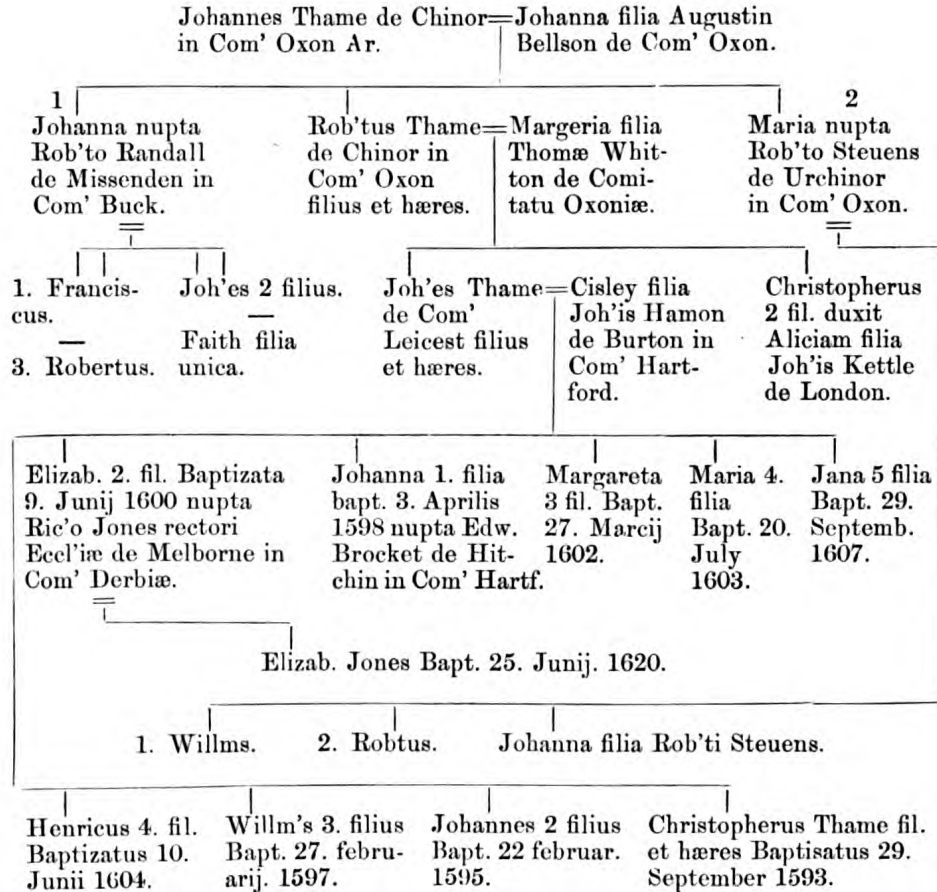 Johannes Thame de Chinor=Johanna filia Augustin
in Com' Oxon Ar. Bellson de Com' Oxon.
1
Johanna nupta
Rob'to Randall
de Missenden in
Com' Buck.
Rob'tus Thame=Margeria filia
de Chinor in Thomæ Whit-
Com' Oxon ton de Comi-
filius et hæres. tatu Oxoniæ.
2
Maria nupta
Rob'to Steuens
de Urchinor
in Com' Oxon.
1. Francis-
cus.
—
3. Robertus.
Joh'es 2 filius.
—
Faith filia
unica.
Joh'es Thame=Cisley filia
de Com' Joh'is Hamon
Leicest filius de Burton in
et hæres. Com' Hart-
ford.
Christopherus
2 fil. duxit
Aliciam filia
Joh'is Kettle
de London.
Elizab. 2. fil. Baptizata
9. Junij 1600 nupta
Ric'o Jones rectori
Eccl'iæ de Melborne in
Com' Derbiæ.
Johanna 1. filia
bapt. 3. Aprilis
1598 nupta Edw.
Brocket de Hit-
chin in Com' Hartf.
Margareta
3 fil. Bapt.
27. Marcij
1602.
Maria 4.
filia
Bapt. 20.
July
1603.
Jana 5 filia
Bapt. 29.
Septemb.
1607.
Elizab. Jones Bapt. 25. Junij. 1620.
1. Willms. 2. Robtus. Johanna filia Rob'ti Steuens.
Henricus 4. fil.
Baptizatus 10.
Junii 1604.
Willm's 3. filius
Bapt. 27. febru-
arij. 1597.
Johannes 2 filius
Bapt. 22 februar.
1595.
Christopherus Thame fil.
et hæres Baptisatus 29.
September 1593.